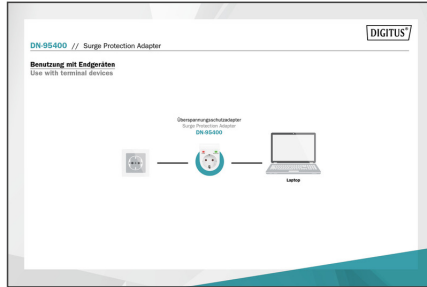 DIGITUS®
DN-95400 // Surge Protection Adapter
Benutzung mit Endgeräten
Use with terminal devices
Überspannungsschutzadapter
Surge Protection Adapter
DN-95400
Laptop